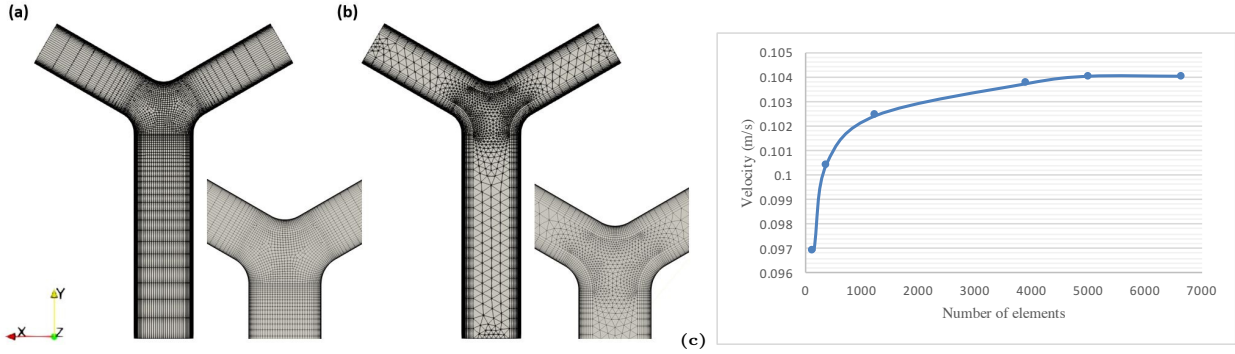 (a)
(b)
Y
X
Z
(c)
0.105
0.104
0.103
0.102
0.101
0.1
0.099
0.098
0.097
0.096
Velocity (m/s)
0
1000
2000
3000
4000
5000
6000
7000
Number of elements